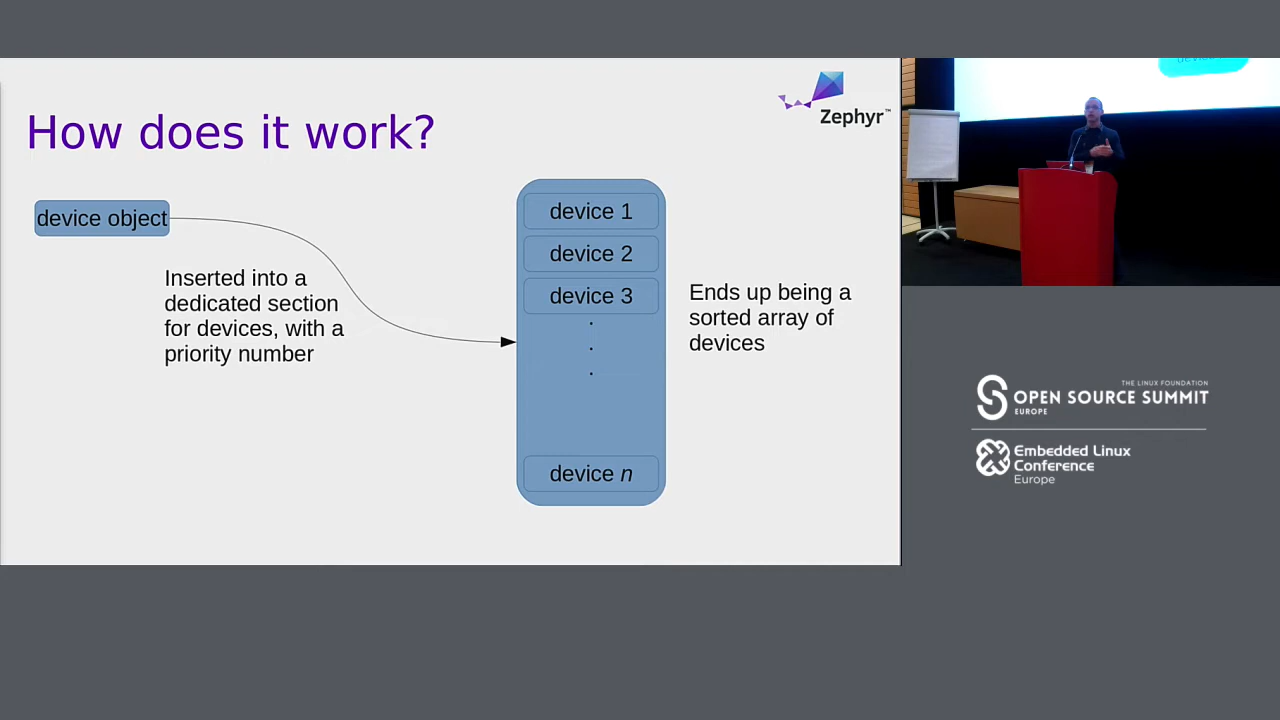 How does it work?
Zephyr™
device object
Inserted into a
dedicated section
for devices, with a
priority number
device 1
device 2
device 3
.
.
.
device n
Ends up being a
sorted array of
devices
THE LINUX FOUNDATION
OPEN SOURCE SUMMIT
EUROPE
Embedded Linux
Conference
Europe